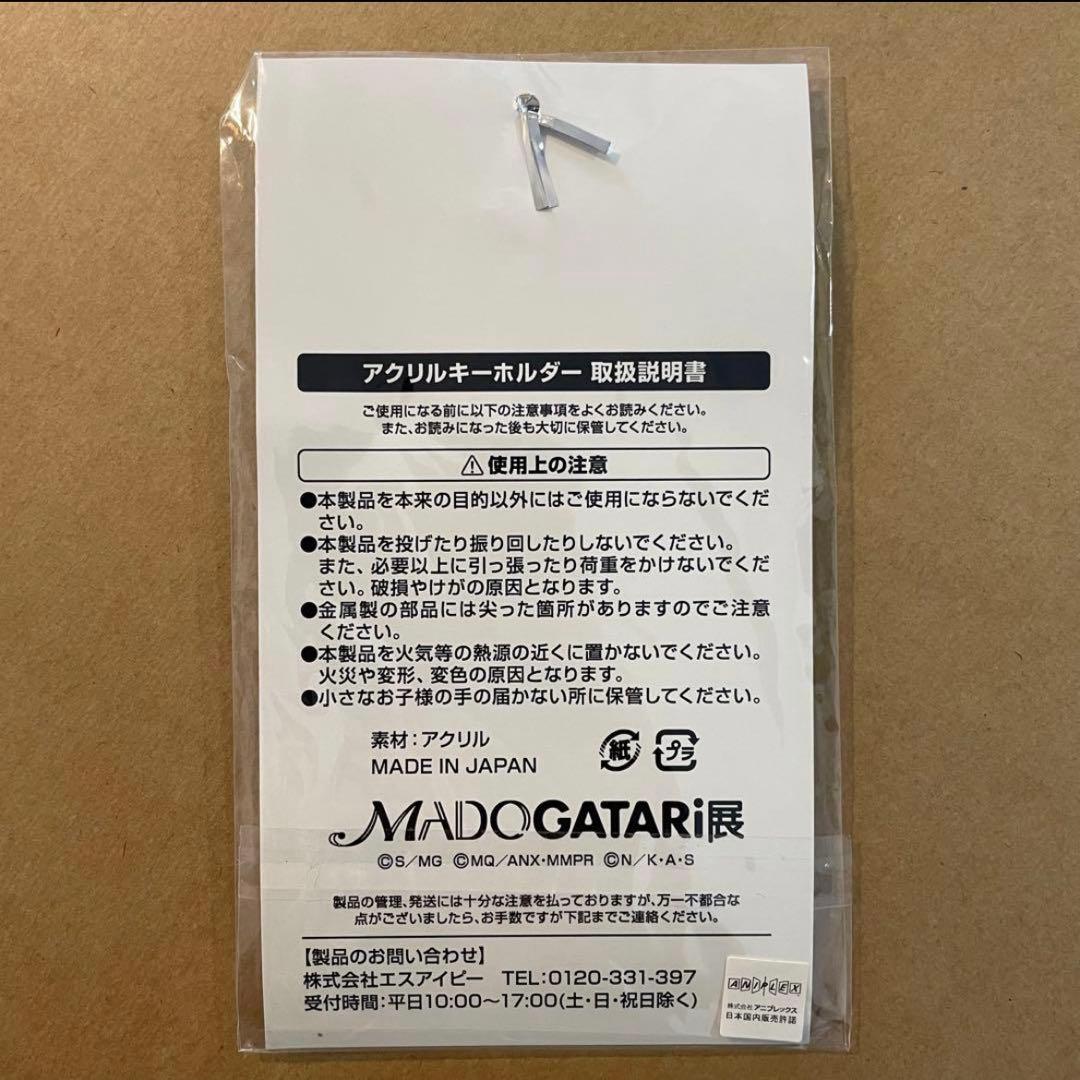 アクリルキーホルダー 取扱説明書
ご使用になる前に以下の注意事項をよくお読みください。
また、お読みになった後も大切に保管してください。
⚠使用上の注意
●本製品を本来の目的以外にはご使用にならないでくだ
さい。
●本製品を投げたり振り回したりしないでください。
また、必要以上に引っ張ったり荷重をかけないでくだ
さい。破損やけがの原因となります。
●金属製の部品には尖った箇所がありますのでご注意
ください。
●本製品を火気等の熱源の近くに置かないでください。
火災や変形、変色の原因となります。
●小さなお子様の手の届かない所に保管してください。
素材：アクリル
紙 プラ
MADE IN JAPAN
MADOGATARi展
©S/MG ©MQ/ANX・MMPR ©N/K・A・S
製品の管理、発送には十分な注意を払っておりますが、万一不都合な
点がございましたら、お手数ですが下記までご連絡ください。
【製品のお問い合わせ】
株式会社エスアイピー TEL：0120-331-397
受付時間：平日10:00～17:00(土・日・祝日除く)
ANIPLEX
株式会社アニプレックス
日本国内販売許諾